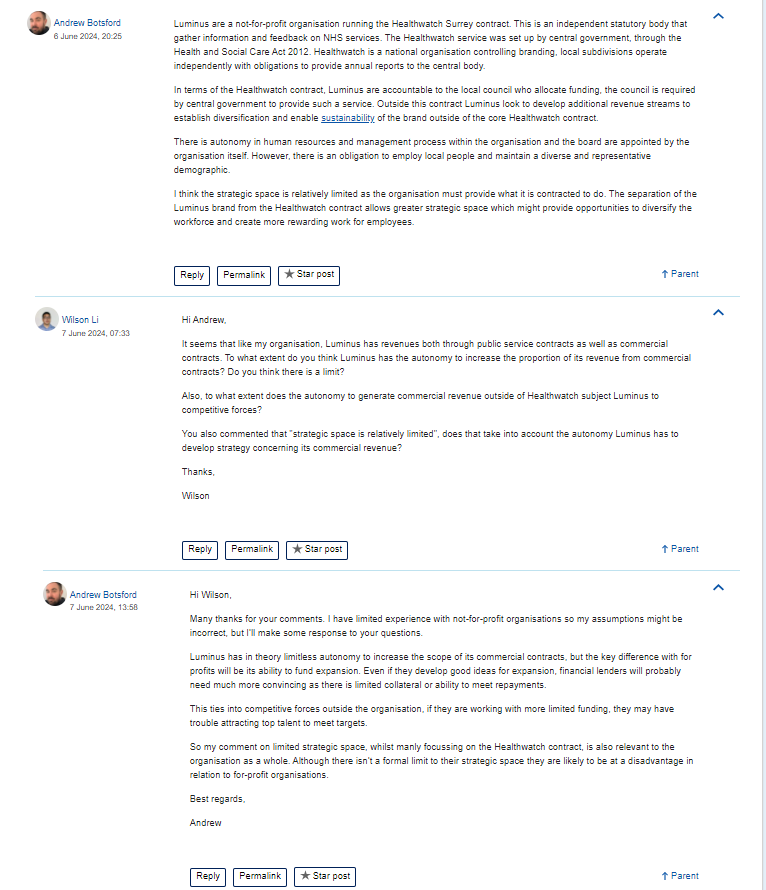 Andrew Botsford
6 June 2024, 20:25
Luminus are a not-for-profit organisation running the Healthwatch Surrey contract. This is an independent statutory body that
gather information and feedback on NHS services. The Healthwatch service was set up by central government, through the
Health and Social Care Act 2012. Healthwatch is a national organisation controlling branding, local subdivisions operate
independently with obligations to provide annual reports to the central body.
In terms of the Healthwatch contract, Luminus are accountable to the local council who allocate funding, the council is required
by central government to provide such a service. Outside this contract Luminus look to develop additional revenue streams to
establish diversification and enable sustainability of the brand outside of the core Healthwatch contract.
There is autonomy in human resources and management process within the organisation and the board are appointed by the
organisation itself. However, there is an obligation to employ local people and maintain a diverse and representative
demographic.
I think the strategic space is relatively limited as the organisation must provide what it is contracted to do. The separation of the
Luminus brand from the Healthwatch contract allows greater strategic space which might provide opportunities to diversify the
workforce and create more rewarding work for employees.
Reply Permalink ★ Star post ↑ Parent
Wilson Li
7 June 2024, 07:33
Hi Andrew,
It seems that like my organisation, Luminus has revenues both through public service contracts as well as commercial
contracts. To what extent do you think Luminus has the autonomy to increase the proportion of its revenue from commercial
contracts? Do you think there is a limit?
Also, to what extent does the autonomy to generate commercial revenue outside of Healthwatch subject Luminus to
competitive forces?
You also commented that "strategic space is relatively limited", does that take into account the autonomy Luminus has to
develop strategy concerning its commercial revenue?
Thanks,
Wilson
Reply Permalink ★ Star post ↑ Parent
Andrew Botsford
7 June 2024, 13:58
Hi Wilson,
Many thanks for your comments. I have limited experience with not-for-profit organisations so my assumptions might be
incorrect, but I'll make some response to your questions.
Luminus has in theory limitless autonomy to increase the scope of its commercial contracts, but the key difference with for
profits will be its ability to fund expansion. Even if they develop good ideas for expansion, financial lenders will probably
need much more convincing as there is limited collateral or ability to meet repayments.
This ties into competitive forces outside the organisation, if they are working with more limited funding, they may have
trouble attracting top talent to meet targets.
So my comment on limited strategic space, whilst manly focussing on the Healthwatch contract, is also relevant to the
organisation as a whole. Although there isn't a formal limit to their strategic space they are likely to be at a disadvantage in
relation to for-profit organisations.
Best regards,
Andrew
Reply Permalink ★ Star post ↑ Parent